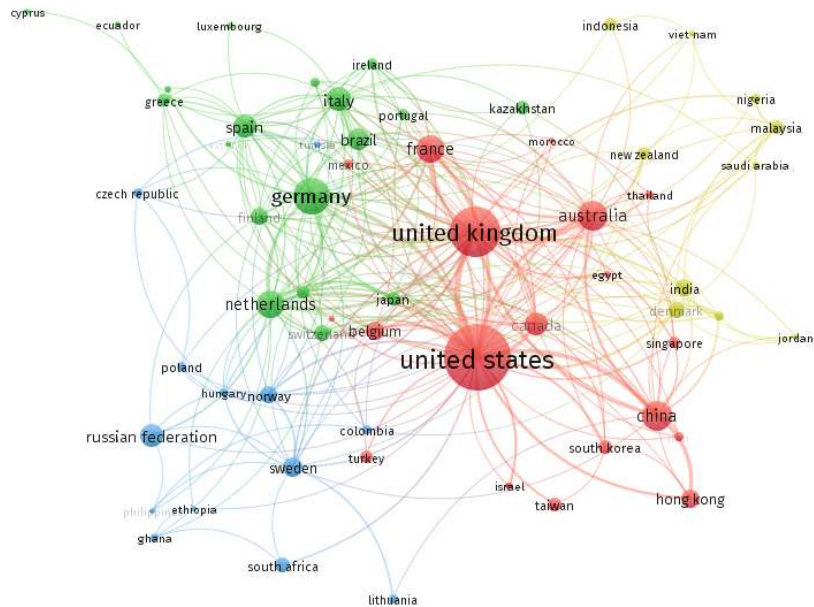 cyprus
ecuador
luxembourg
indonesia
viet nam
ireland
greece
italy
portugal
kazakhstan
nigeria
malaysia
spain
brazil
france
morocco
tunisia
mexico
new zealand
saudi arabia
czech republic
germany
thailand
finland
united kingdom
australia
egypt
india
netherlands
japan
denmark
switzerland
belgium
canada
singapore
jordan
united states
poland
hungary
norway
china
russian federation
colombia
south korea
sweden
turkey
israel
taiwan
hong kong
philippin
ethiopia
ghana
south africa
lithuania